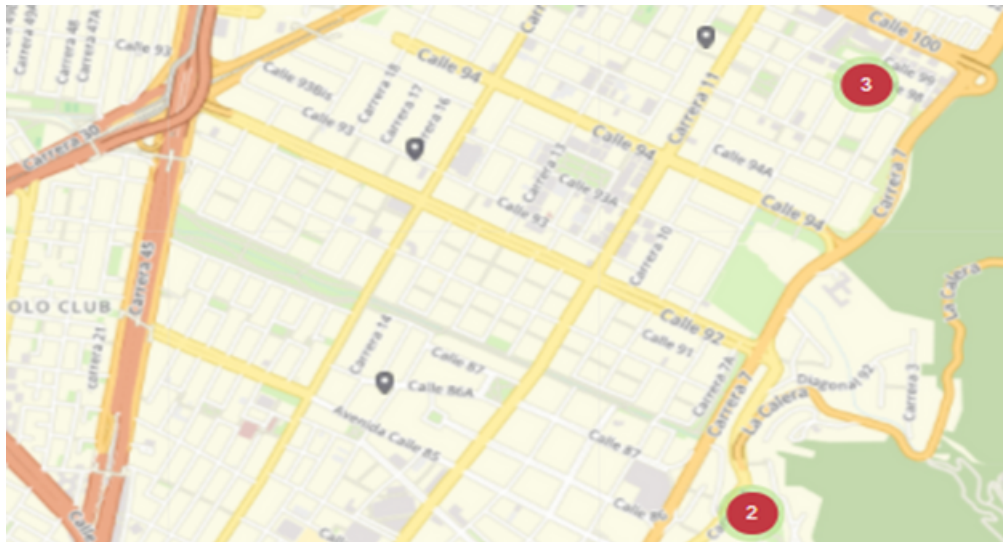 Carrera 49A
Carrera 48
Carrera 47A
Calle 93
Carrera 30
Carrera 45
OLO CLUB
carrera 21
Calle 93Bis
Calle 93
Carrera 18
Carrera 17
rera 16
Calle 94
Carrera 11
Calle 94
Carrera 13
Calle 93A
Calle 93
Calle 94A
Calle 94
Carrera 10
Calle 100
Calle 99
3
Carrera 7
La Calera
Calle 92
Calle 91
Carrera 14
Calle 87
Calle 86A
Avenida Calle 85
Calle 87
Carrera 7A
Carrera 7
La Calera
Diagonal 92
Carrera 3
2